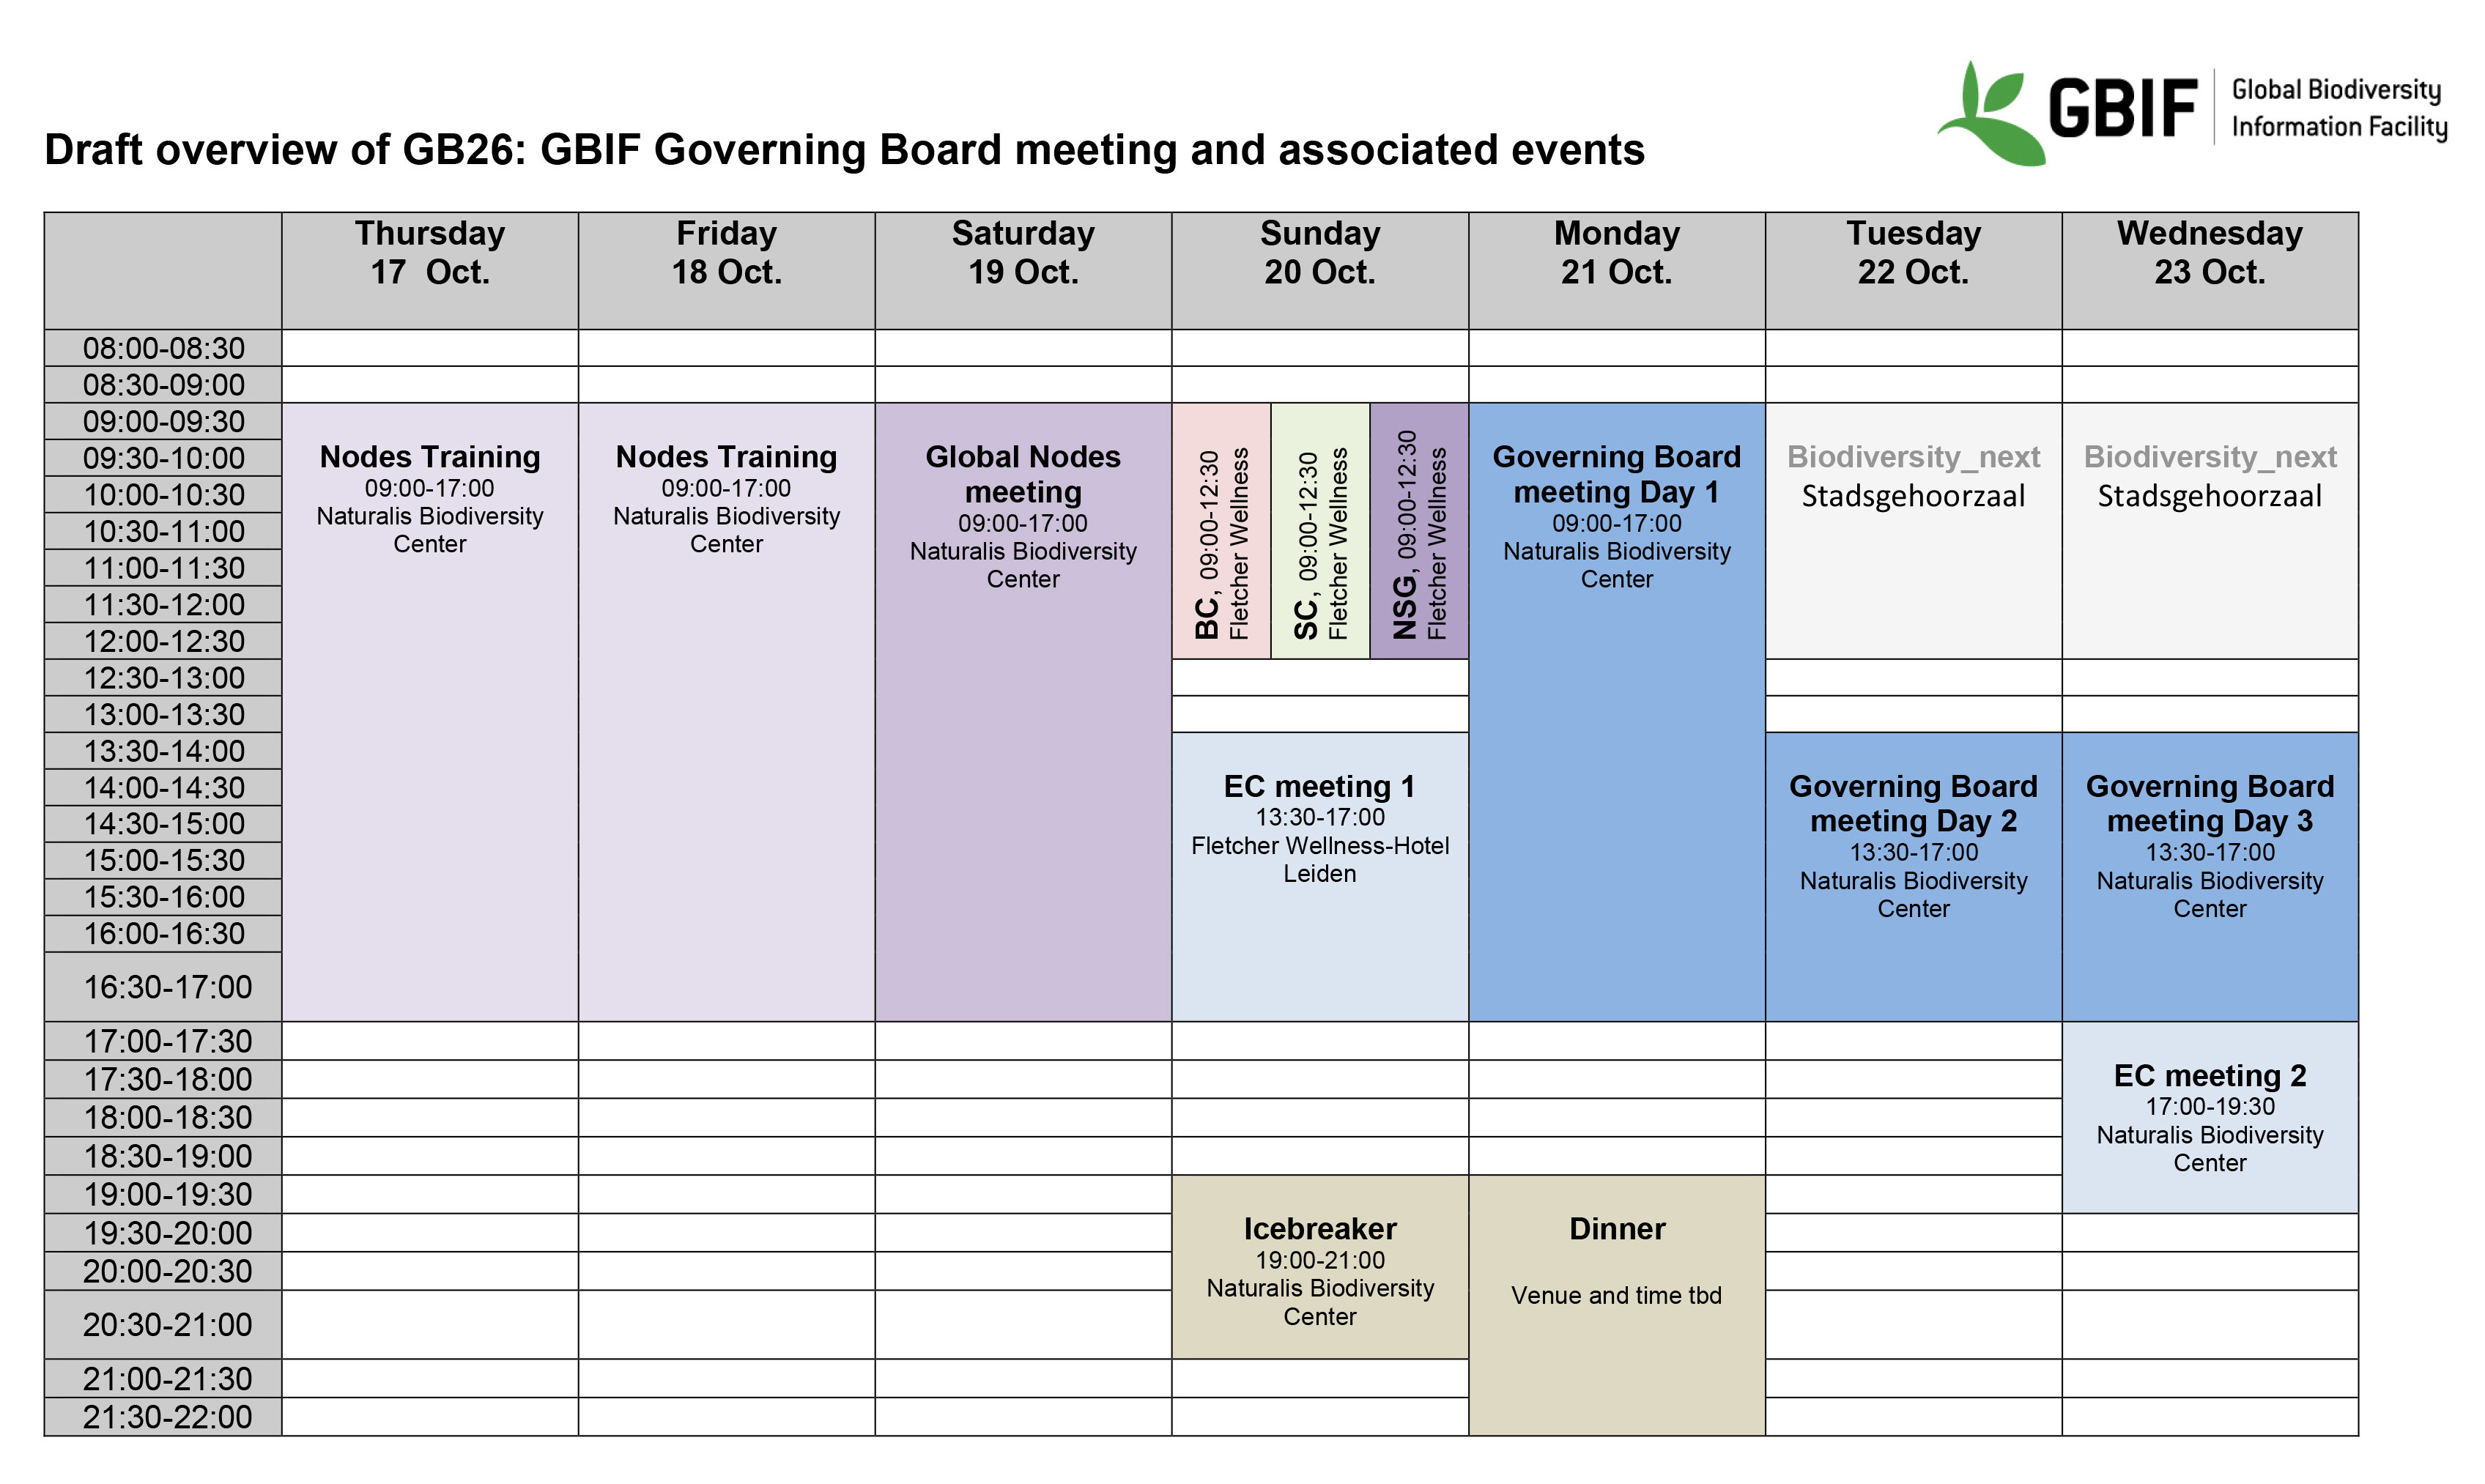 GBIF
Global Biodiversity
Information Facility
Draft overview of GB26: GBIF Governing Board meeting and associated events
Thursday
17 Oct.
Friday
18 Oct.
Saturday
19 Oct.
Sunday
20 Oct.
Monday
21 Oct.
Tuesday
22 Oct.
Wednesday
23 Oct.
08:00-08:30
08:30-09:00
09:00-09:30
09:30-10:00
10:00-10:30
10:30-11:00
11:00-11:30
11:30-12:00
12:00-12:30
12:30-13:00
13:00-13:30
13:30-14:00
14:00-14:30
14:30-15:00
15:00-15:30
15:30-16:00
16:00-16:30
16:30-17:00
17:00-17:30
17:30-18:00
18:00-18:30
18:30-19:00
19:00-19:30
19:30-20:00
20:00-20:30
20:30-21:00
21:00-21:30
21:30-22:00
Nodes Training
09:00-17:00
Naturalis Biodiversity
Center
Nodes Training
09:00-17:00
Naturalis Biodiversity
Center
Global Nodes
meeting
09:00-17:00
Naturalis Biodiversity
Center
BC, 09:00-12:30
Fletcher Wellness
SC, 09:00-12:30
Fletcher Wellness
NSG, 09:00-12:30
Fletcher Wellness
EC meeting 1
13:30-17:00
Fletcher Wellness-Hotel
Leiden
Icebreaker
19:00-21:00
Naturalis Biodiversity
Center
Governing Board
meeting Day 1
09:00-17:00
Naturalis Biodiversity
Center
Dinner
Venue and time tbd
Biodiversity_next
Stadsgehoorzaal
Governing Board
meeting Day 2
13:30-17:00
Naturalis Biodiversity
Center
Biodiversity_next
Stadsgehoorzaal
Governing Board
meeting Day 3
13:30-17:00
Naturalis Biodiversity
Center
EC meeting 2
17:00-19:30
Naturalis Biodiversity
Center